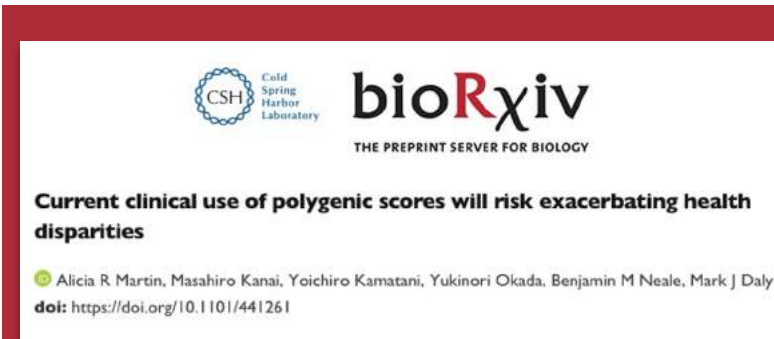 CSH
Cold
Spring
Harbor
Laboratory
bioRχiv
THE PREPRINT SERVER FOR BIOLOGY
Current clinical use of polygenic scores will risk exacerbating health
disparities
iD Alicia R Martin, Masahiro Kanai, Yoichiro Kamatani, Yukinori Okada, Benjamin M Neale, Mark J Daly
doi: https://doi.org/10.1101/441261